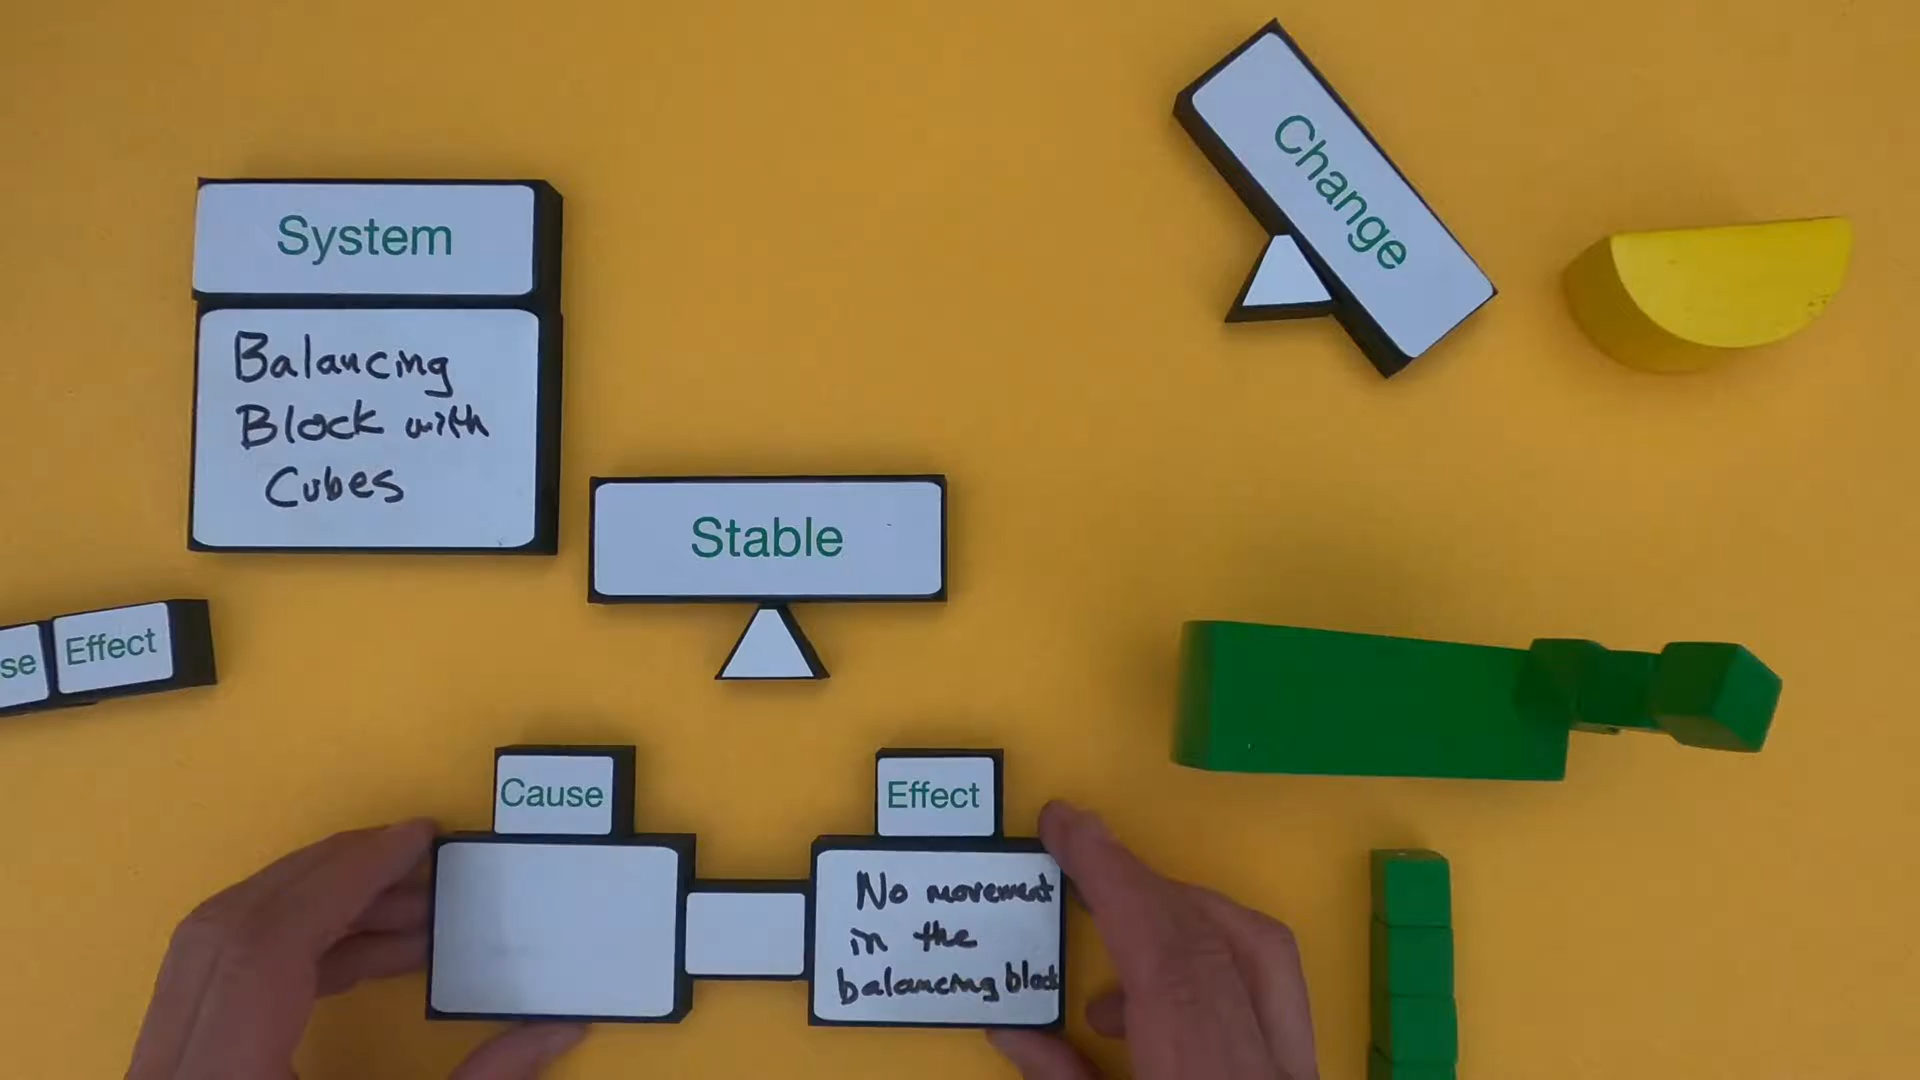 System
Balancing
Block with
Cubes
Change
Stable
se Effect
Cause
Effect
No movement
in the
balancing block